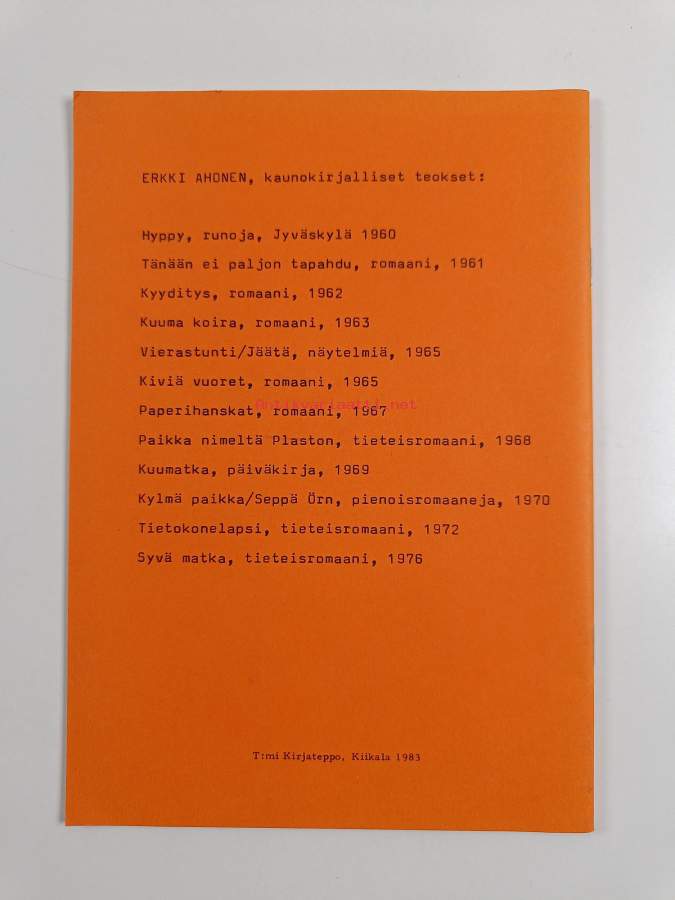 ERKKI AHONEN, kaunokirjalliset teokset:
Hyppy, runoja, Jyväskylä 1960
Tänään ei paljon tapahdu, romaani, 1961
Kyyditys, romaani, 1962
Kuuma koira, romaani, 1963
Vierastunti/Jäätä, näytelmiä, 1965
Kiviä vuoret, romaani, 1965
Antikvariaatti.net
Paperihanskat, romaani, 1967
Paikka nimeltä Plaston, tieteisromaani, 1968
Kuumatka, päiväkirja, 1969
Kylmä paikka/Seppä Örn, pienoisromaaneja, 1970
Tietokonelapsi, tieteisromaani, 1972
Syvä matka, tieteisromaani, 1976
T:mi Kirjateppo, Kiikala 1983